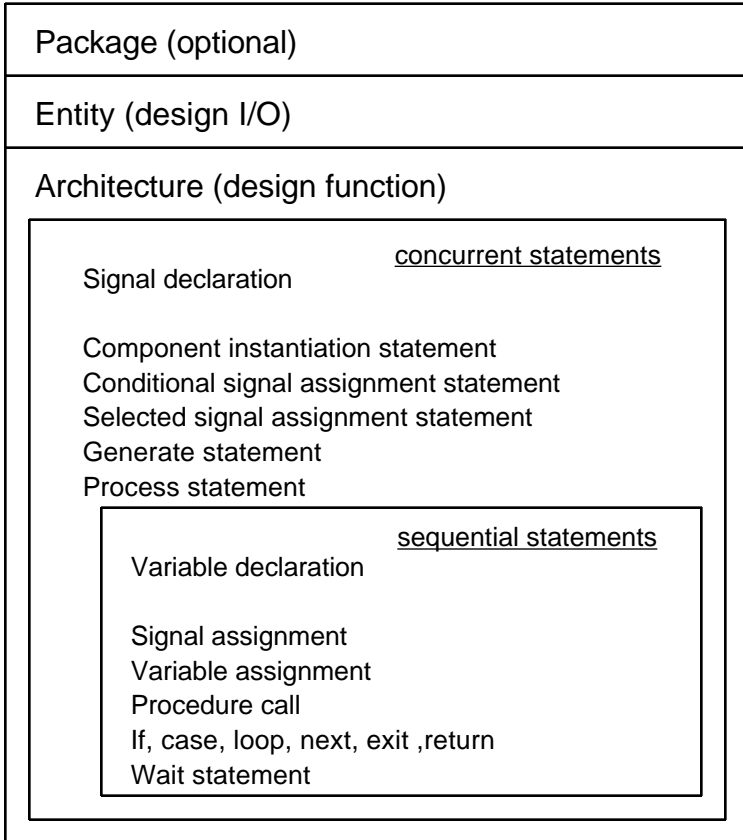 Package (optional)
Entity (design I/O)
Architecture (design function)
concurrent statements
Signal declaration
Component instantiation statement
Conditional signal assignment statement
Selected signal assignment statement
Generate statement
Process statement
sequential statements
Variable declaration
Signal assignment
Variable assignment
Procedure call
If, case, loop, next, exit ,return
Wait statement